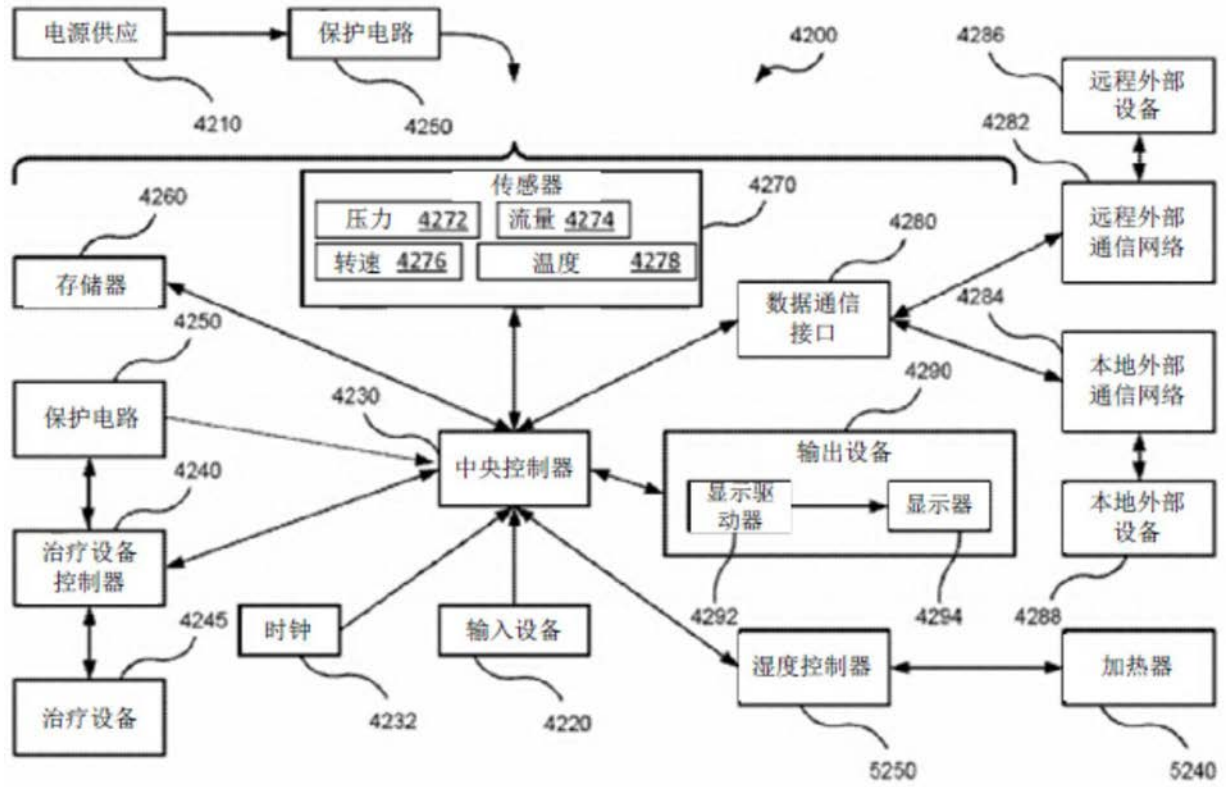 电源供应
保护电路
4200
4286
远程外部
设备
4210
4250
4282
传感器
4270
压力 4272
流量 4274
转速 4276
温度 4278
4260
存储器
4280
远程外部
通信网络
数据通信
接口
4284
4250
保护电路
4230
4290
本地外部
通信网络
中央控制器
输出设备
显示驱
动器
显示器
4240
治疗设备
控制器
本地外部
设备
4292
4294
4288
4245
时钟
输入设备
湿度控制器
加热器
治疗设备
4232
4220
5250
5240